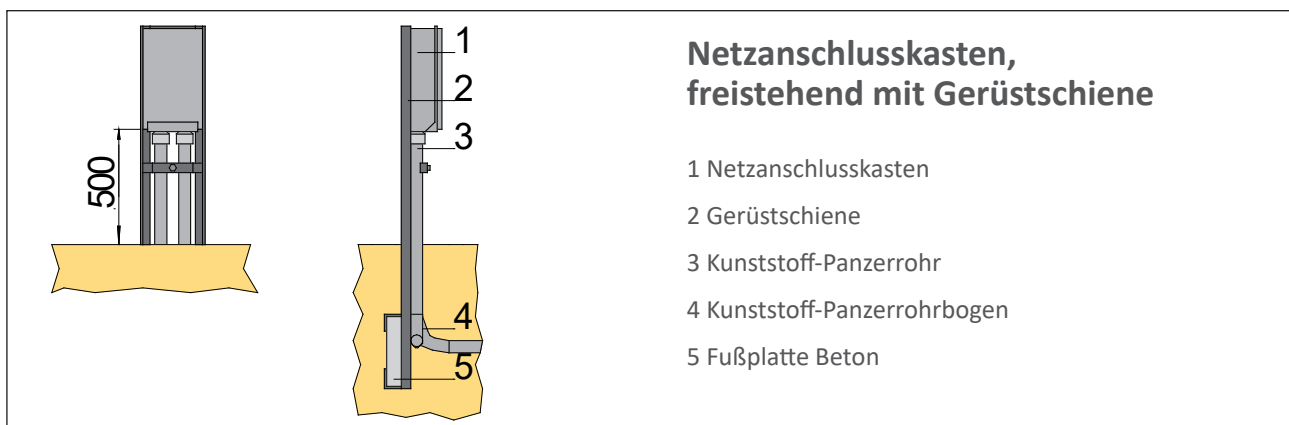 500
1
2
3
4
5
Netzanschlusskasten,
freistehend mit Gerüstschiene
1 Netzanschlusskasten
2 Gerüstschiene
3 Kunststoff-Panzerrohr
4 Kunststoff-Panzerrohrbogen
5 Fußplatte Beton